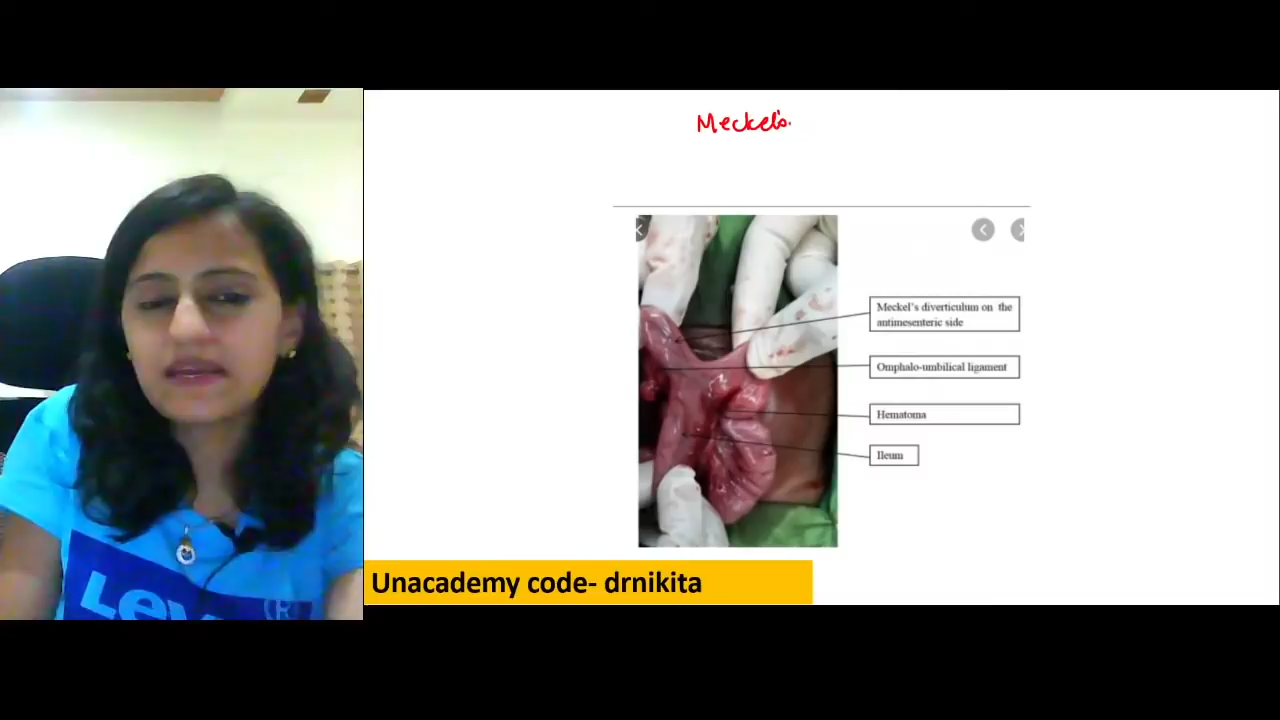 Meckel's.
Meckel's diverticulum on the
antimesenteric side
Omphalo-umbilical ligament
Hematoma
Ileum
Unacademy code- drnikita